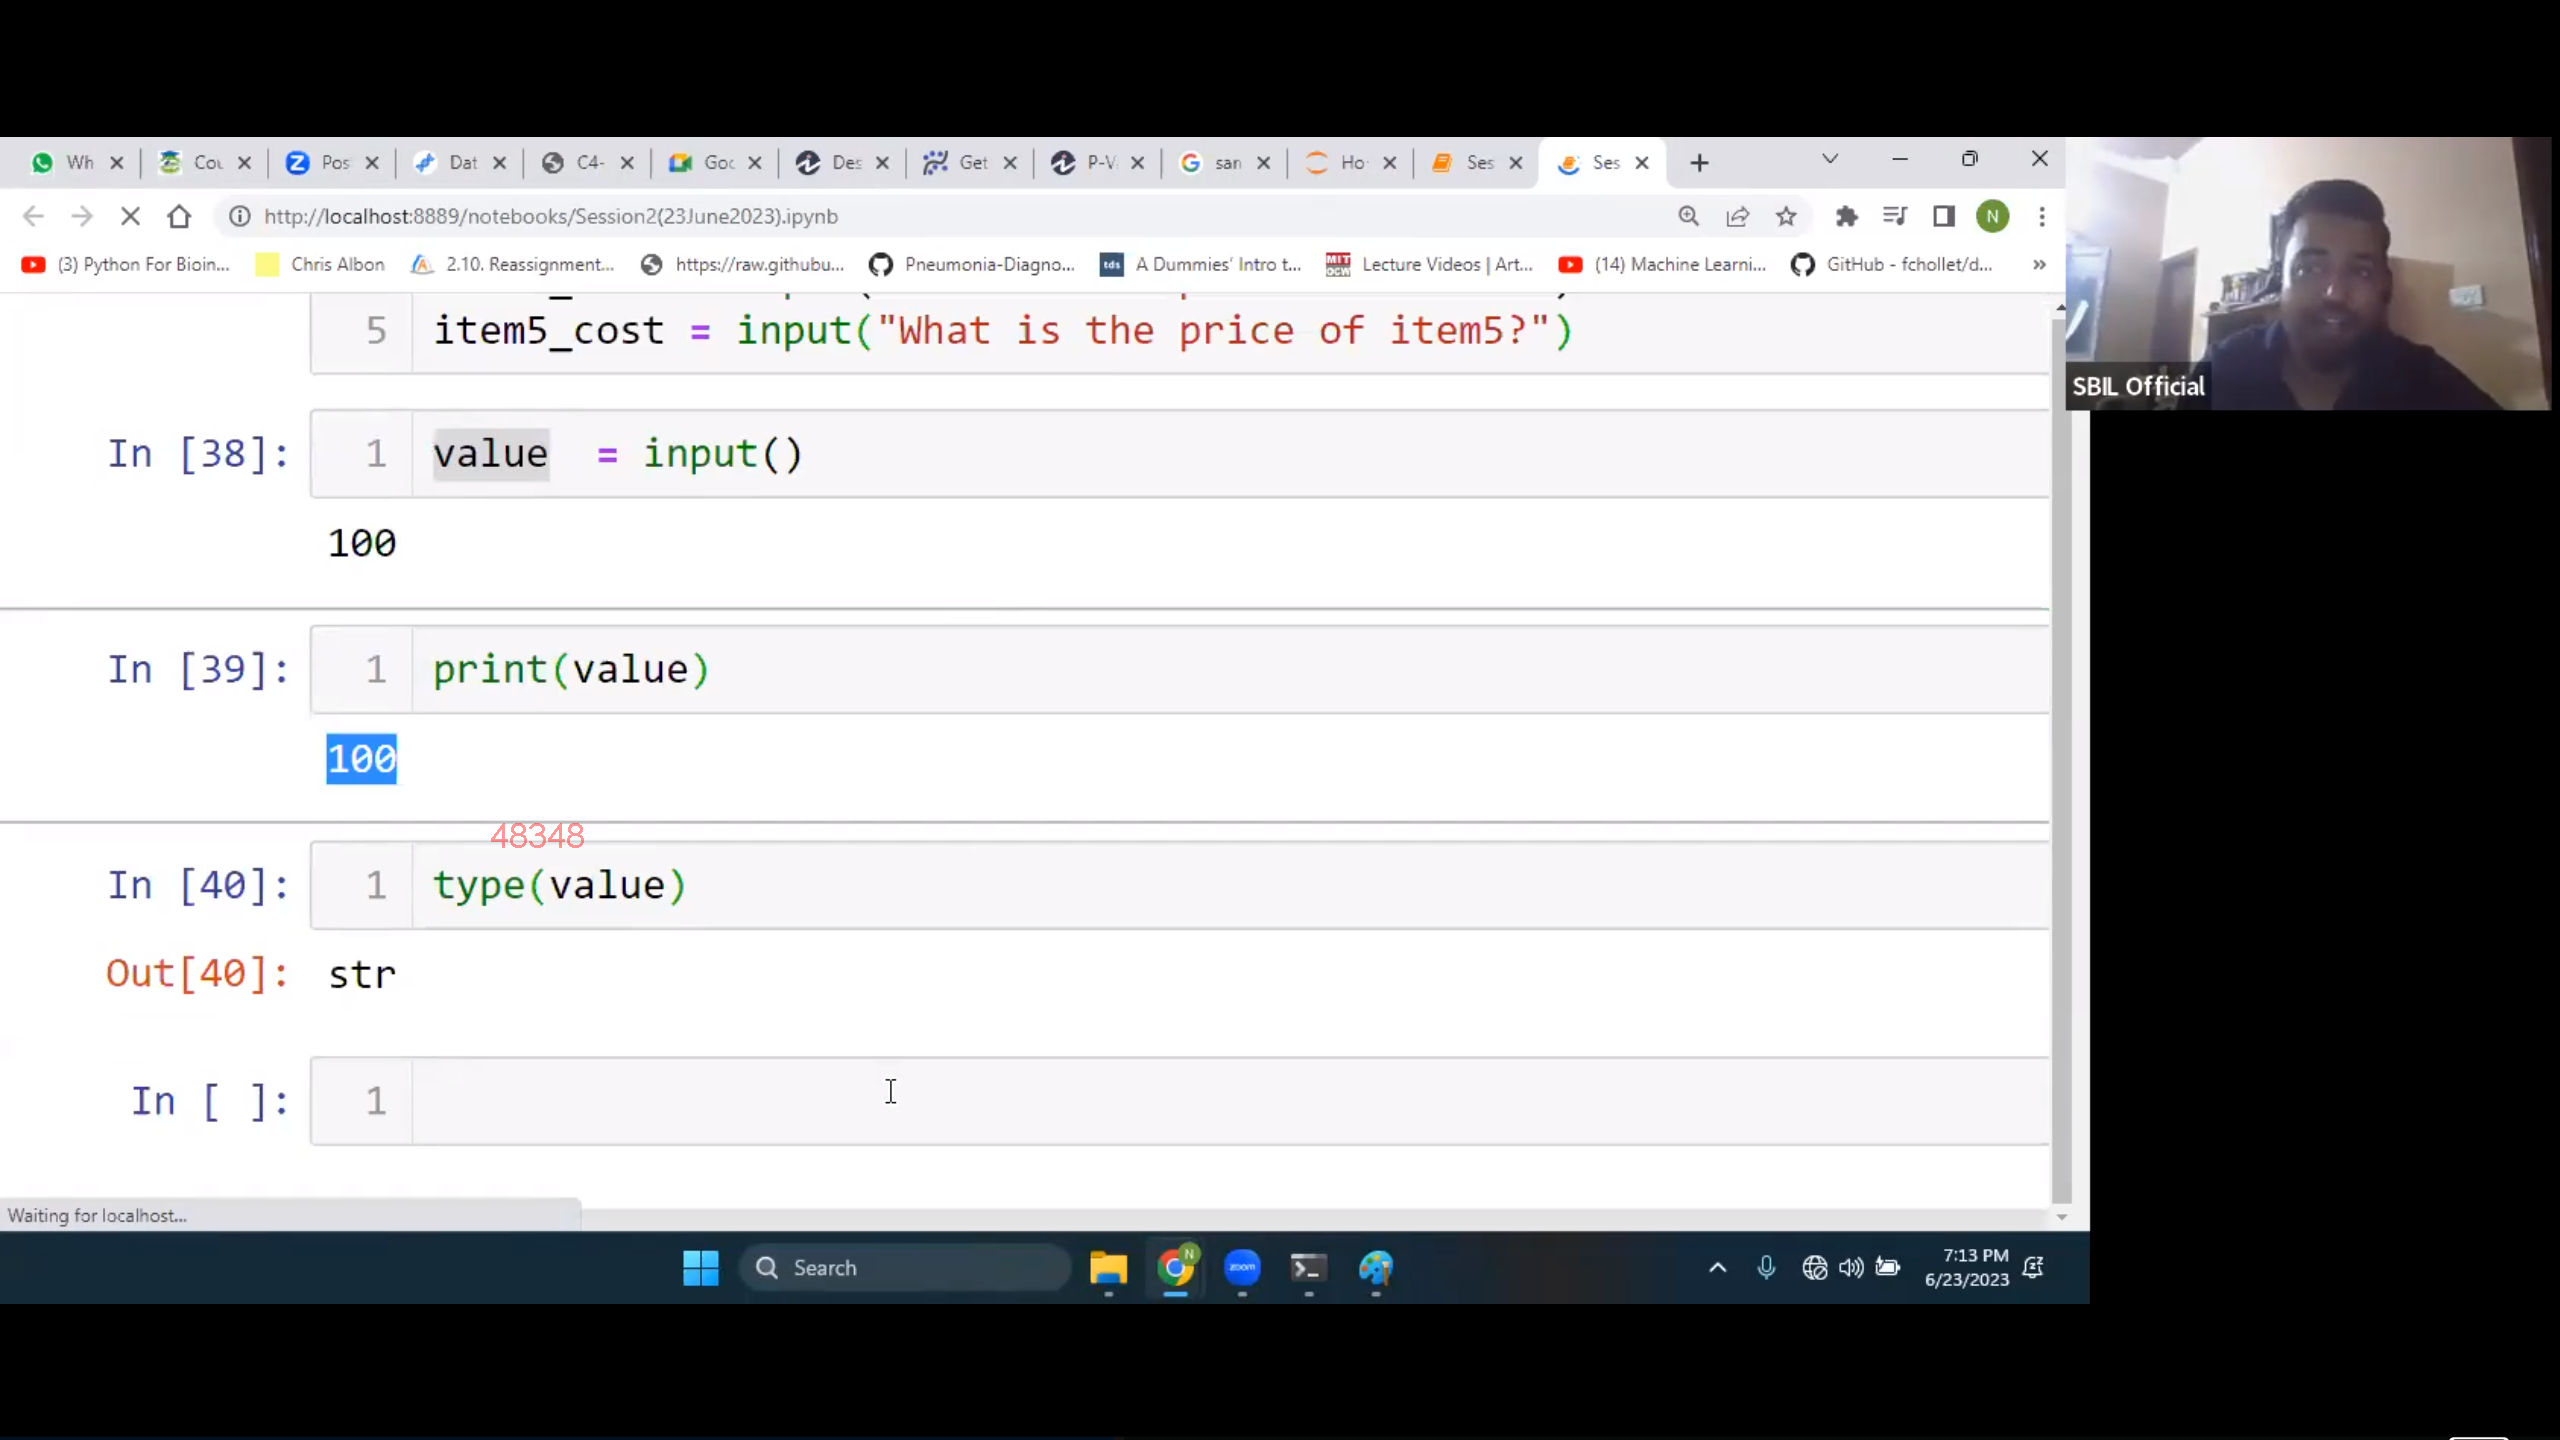 Wh
Cou
Pos
Dat
C4-
Goo
Des
Get
P-V
san
Ho
Ses
Ses
http://localhost:8889/notebooks/Session2(23June2023).ipynb
N
(3) Python For Bioin...
Chris Albon
2.10. Reassignment...
https://raw.githubu...
Pneumonia-Diagno...
tds
A Dummies' Intro t...
MIT OCW
Lecture Videos | Art...
(14) Machine Learni...
GitHub - fchollet/d...
»
SBIL Official
5 item5_cost = input("What is the price of item5?")
In [38]: 1 value = input()
100
In [39]: 1 print(value)
100
48348
In [40]: 1 type(value)
Out[40]: str
In [ ]: 1
Waiting for localhost...
Search
N
zoom
7:13 PM
6/23/2023